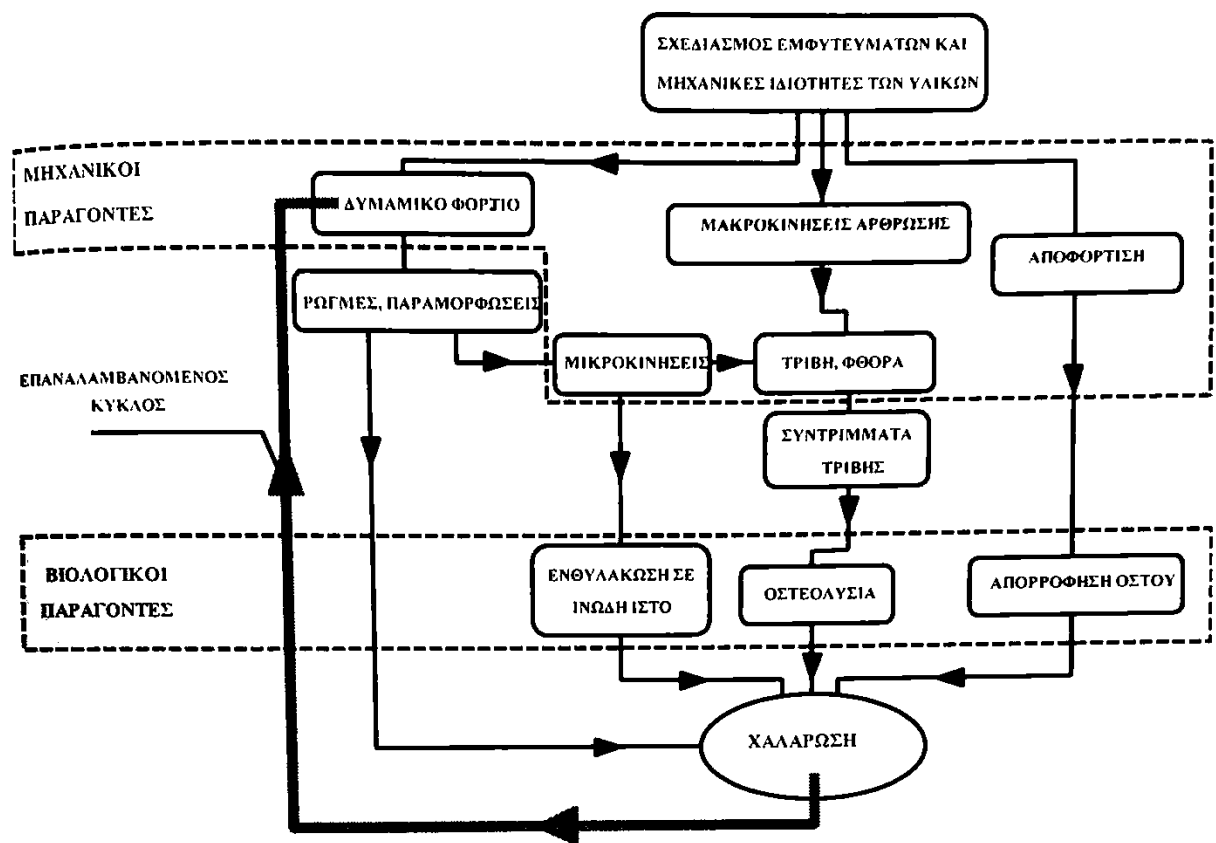 ΣΧΕΔΙΑΣΜΟΣ ΕΜΦΥΤΕΥΜΑΤΩΝ ΚΑΙ
ΜΗΧΑΝΙΚΕΣ ΙΔΙΟΤΗΤΕΣ ΤΩΝ ΥΛΙΚΩΝ
ΜΗΧΑΝΙΚΟΙ
ΠΑΡΑΓΟΝΤΕΣ
ΔΥΜΑΜΙΚΟ ΦΟΡΤΙΟ
ΜΑΚΡΟΚΙΝΗΣΕΙΣ ΑΡΘΡΩΣΗΣ
ΑΠΟΦΟΡΤΙΣΗ
ΡΩΓΜΕΣ, ΠΑΡΑΜΟΡΦΩΣΕΙΣ
ΜΙΚΡΟΚΙΝΗΣΕΙΣ
ΤΡΙΒΗ, ΦΘΟΡΑ
ΕΠΑΝΑΛΑΜΒΑΝΟΜΕΝΟΣ
ΚΥΚΛΟΣ
ΣΥΝΤΡΙΜΜΑΤΑ
ΤΡΙΒΗΣ
ΒΙΟΛΟΓΙΚΟΙ
ΠΑΡΑΓΟΝΤΕΣ
ΕΝΘΥΛΑΚΩΣΗ ΣΕ
ΙΝΩΔΗ ΙΣΤΟ
ΟΣΤΕΟΛΥΣΙΑ
ΑΠΟΡΡΟΦΗΣΗ ΟΣΤΟΥ
ΧΑΛΑΡΩΣΗ